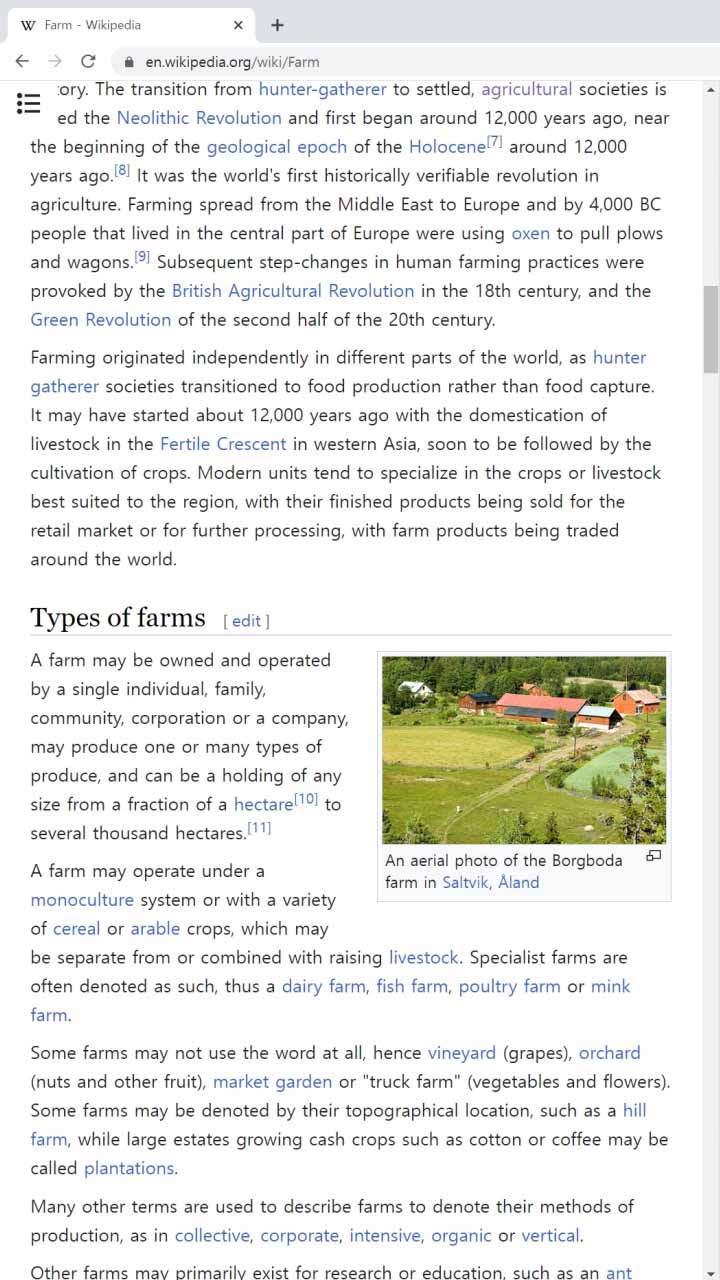 Farm - Wikipedia
en.wikipedia.org/wiki/Farm
The transition from hunter-gatherer to settled, agricultural societies is
the Neolithic Revolution and first began around 12,000 years ago, near
the beginning of the geological epoch of the Holocene[7] around 12,000
years ago.[8] It was the world's first historically verifiable revolution in
agriculture. Farming spread from the Middle East to Europe and by 4,000 BC
people that lived in the central part of Europe were using oxen to pull plows
and wagons.[9] Subsequent step-changes in human farming practices were
provoked by the British Agricultural Revolution in the 18th century, and the
Green Revolution of the second half of the 20th century.
Farming originated independently in different parts of the world, as hunter
gatherer societies transitioned to food production rather than food capture.
It may have started about 12,000 years ago with the domestication of
livestock in the Fertile Crescent in western Asia, soon to be followed by the
cultivation of crops. Modern units tend to specialize in the crops or livestock
best suited to the region, with their finished products being sold for the
retail market or for further processing, with farm products being traded
around the world.
Types of farms [ edit ]
A farm may be owned and operated
by a single individual, family,
community, corporation or a company,
may produce one or many types of
produce, and can be a holding of any
size from a fraction of a hectare[10] to
several thousand hectares.[11]
An aerial photo of the Borgboda
farm in Saltvik, Åland
A farm may operate under a
monoculture system or with a variety
of cereal or arable crops, which may
be separate from or combined with raising livestock. Specialist farms are
often denoted as such, thus a dairy farm, fish farm, poultry farm or mink
farm.
Some farms may not use the word at all, hence vineyard (grapes), orchard
(nuts and other fruit), market garden or "truck farm" (vegetables and flowers).
Some farms may be denoted by their topographical location, such as a hill
farm, while large estates growing cash crops such as cotton or coffee may be
called plantations.
Many other terms are used to describe farms to denote their methods of
production, as in collective, corporate, intensive, organic or vertical.
Other farms may primarily exist for research or education, such as an ant